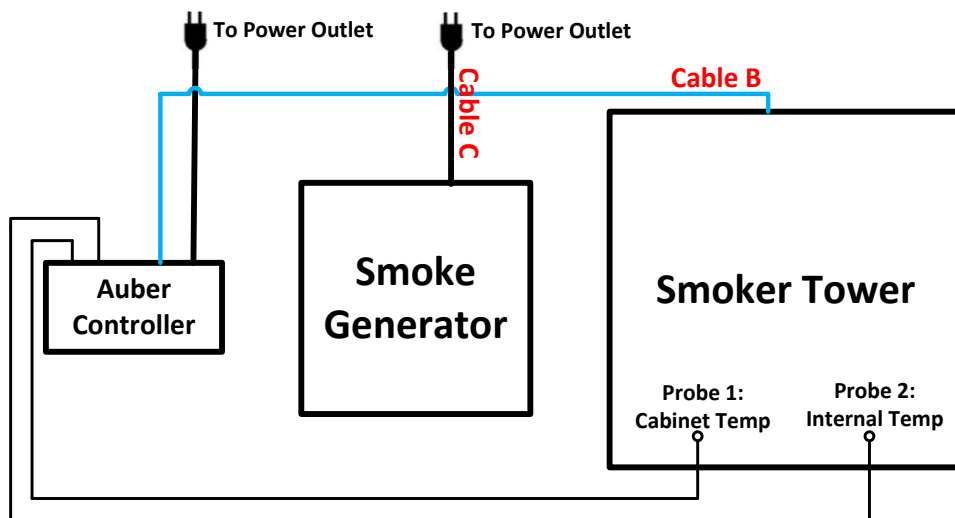 To Power Outlet
To Power Outlet
Cable B
Cable C
Auber
Controller
Smoke
Generator
Smoker Tower
Probe 1:
Cabinet Temp
Probe 2:
Internal Temp